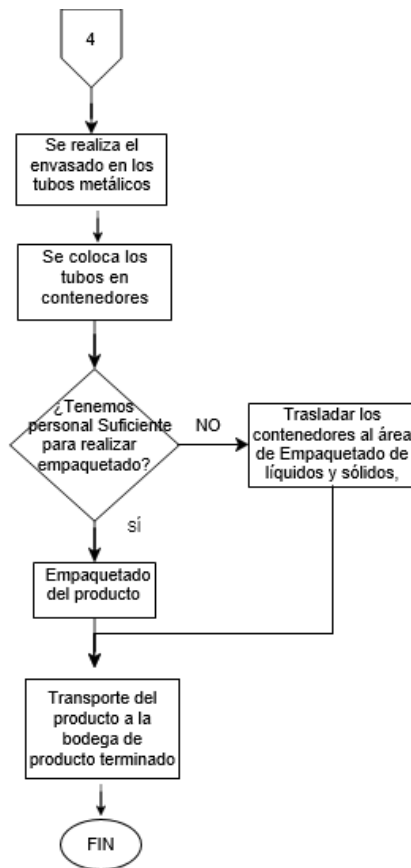 4
Se realiza el
envasado en los
tubos metálicos
Se coloca los
tubos en
contenedores
¿Tenemos
personal Suficiente
para realizar
empaquetado?
NO
Trasladar los
contenedores al área
de Empaquetado de
líquidos y sólidos,
sí
Empaquetado
del producto
Transporte del
producto a la
bodega de
producto terminado
FIN